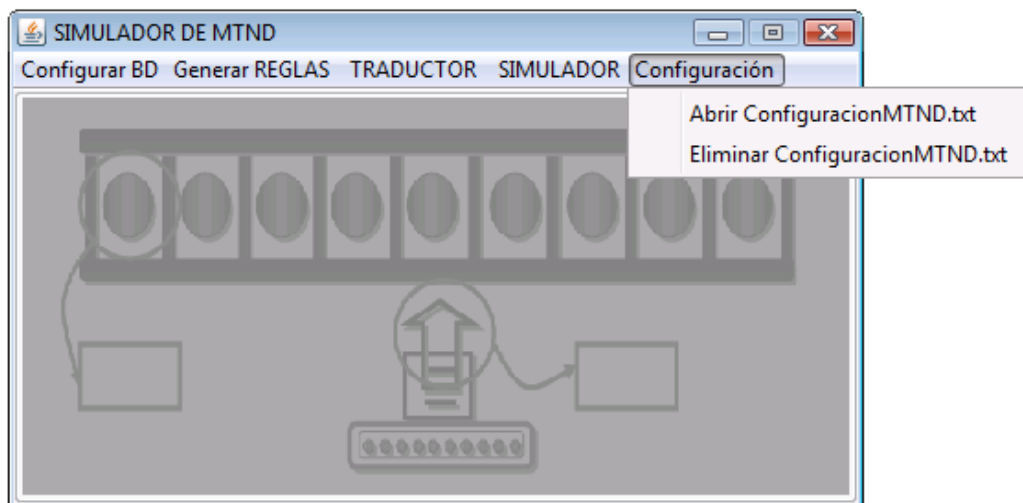 SIMULADOR DE MTND
Configurar BD Generar REGLAS TRADUCTOR SIMULADOR Configuración
Abrir ConfiguracionMTND.txt
Eliminar ConfiguracionMTND.txt